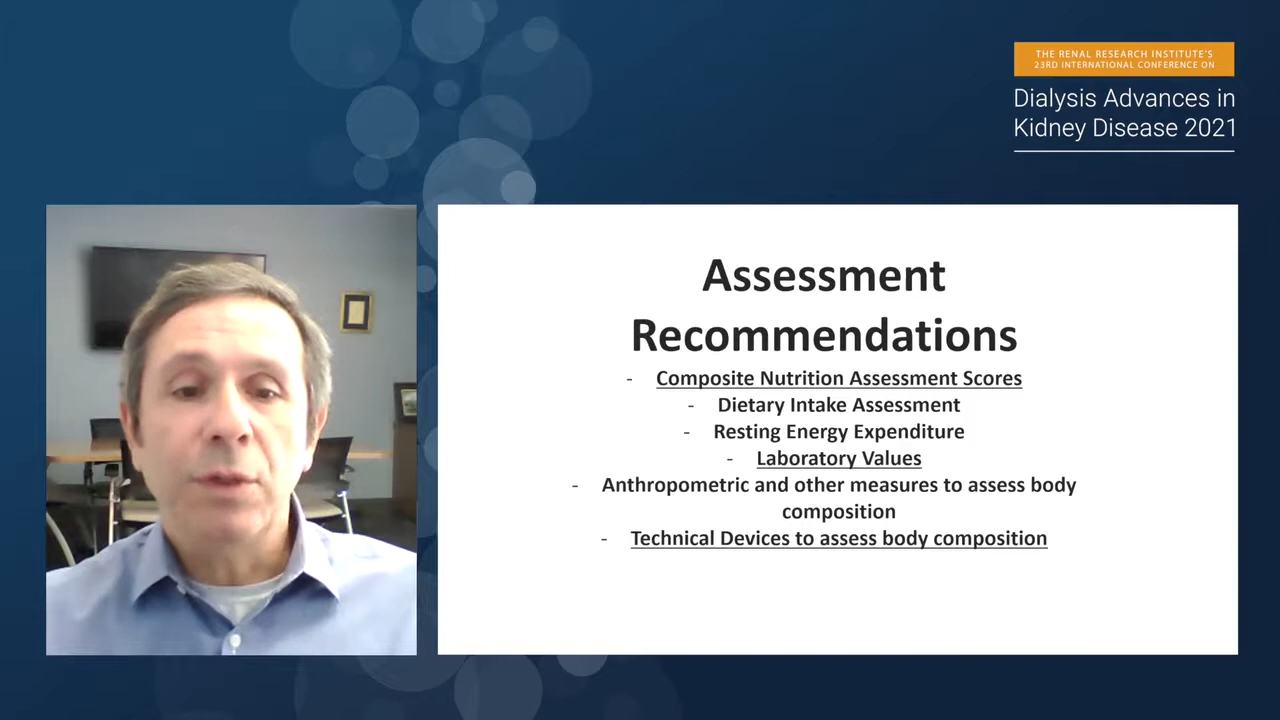 THE RENAL RESEARCH INSTITUTE'S
23RD INTERNATIONAL CONFERENCE ON
Dialysis Advances in
Kidney Disease 2021
Assessment
Recommendations
- Composite Nutrition Assessment Scores
- Dietary Intake Assessment
- Resting Energy Expenditure
- Laboratory Values
- Anthropometric and other measures to assess body
composition
- Technical Devices to assess body composition